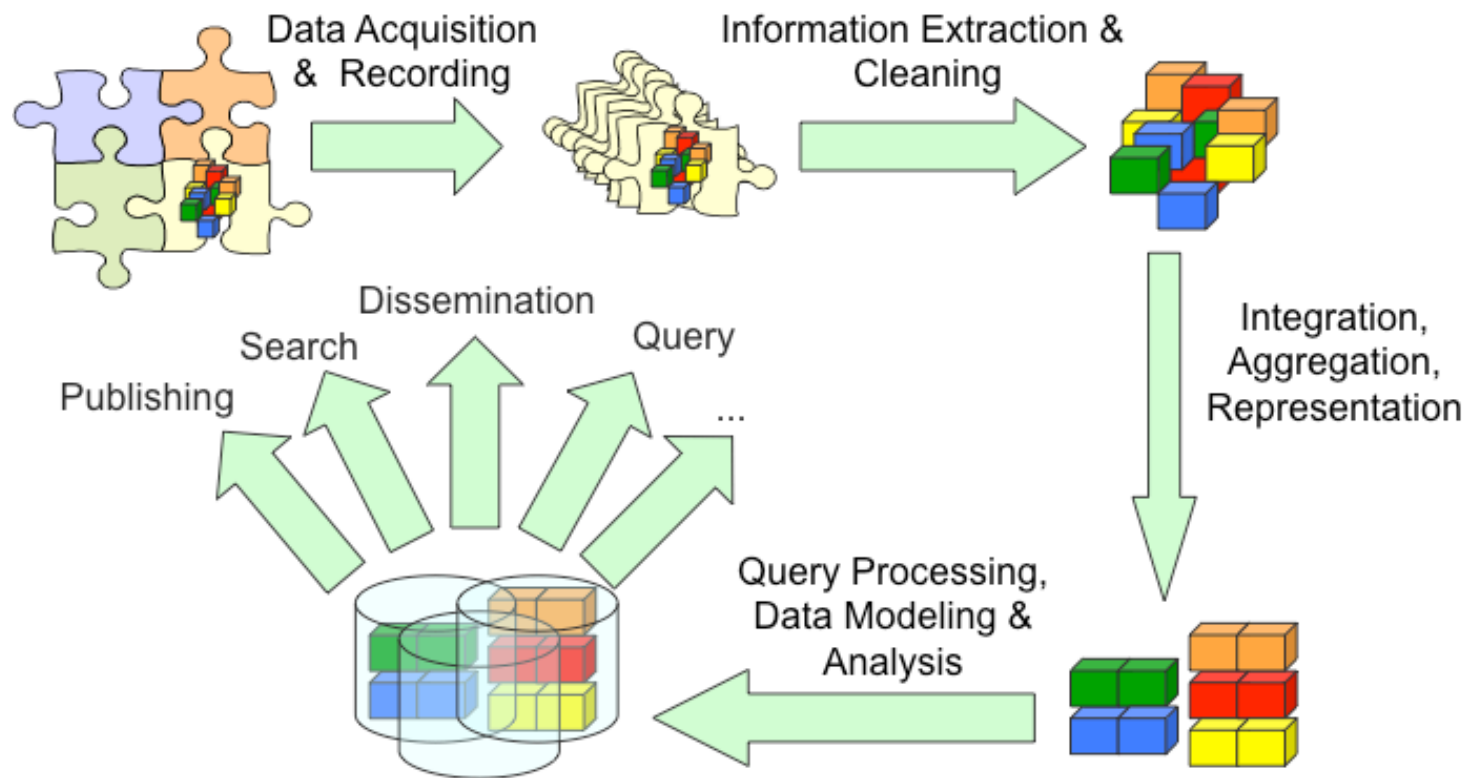 Data Acquisition
& Recording
Information Extraction &
Cleaning
Integration,
Aggregation,
Representation
Query Processing,
Data Modeling &
Analysis
Publishing
Search
Dissemination
Query
...